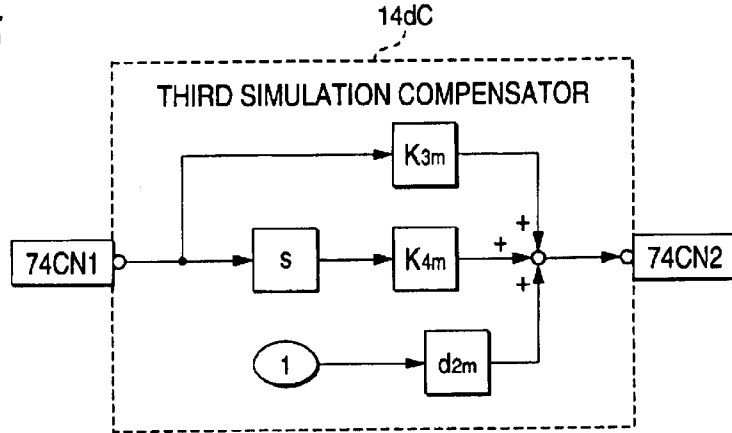 14dC
THIRD SIMULATION COMPENSATOR
K3m
+
74CN1
s
K4m
+
74CN2
+
1
d2m